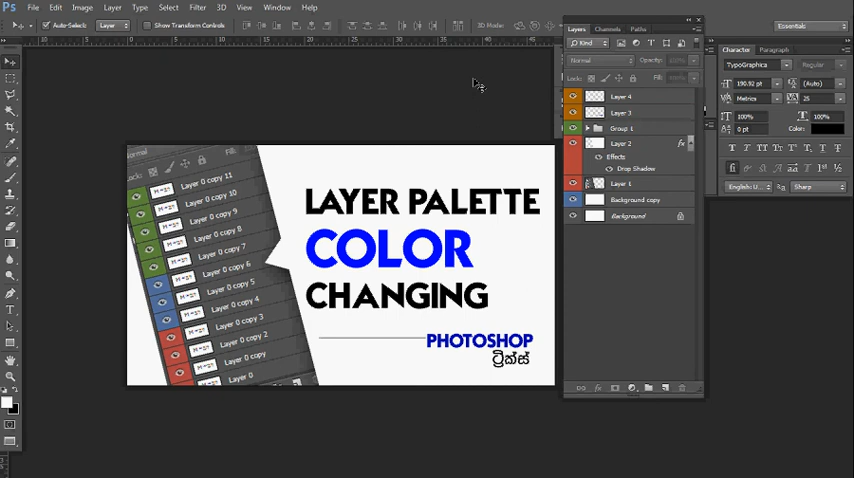 Ps File Edit Image Layer Type Select Filter 3D View Window Help
Auto-Select: Layer Show Transform Controls 3D Mode: Essentials
Layers Channels Paths
Kind
Normal Opacity:
Lock: Fill:
Layer 4
Layer 3
Group 1
Layer 2 fx
Effects
Drop Shadow
Layer 1
Background copy
Background
Character Paragraph
TypoGraphica Regular
190.92 pt (Auto)
Metrics 25
100% 100%
0 pt Color:
English: U... Sharp
Normal
Lock: Fill:
Layer 0 copy 11
Layer 0 copy 10
Layer 0 copy 9
Layer 0 copy 8
Layer 0 copy 7
Layer 0 copy 6
Layer 0 copy 5
Layer 0 copy 4
Layer 0 copy 3
Layer 0 copy 2
Layer 0 copy
Layer 0
LAYER PALETTE
COLOR
CHANGING
PHOTOSHOP
ట్రిక్స్